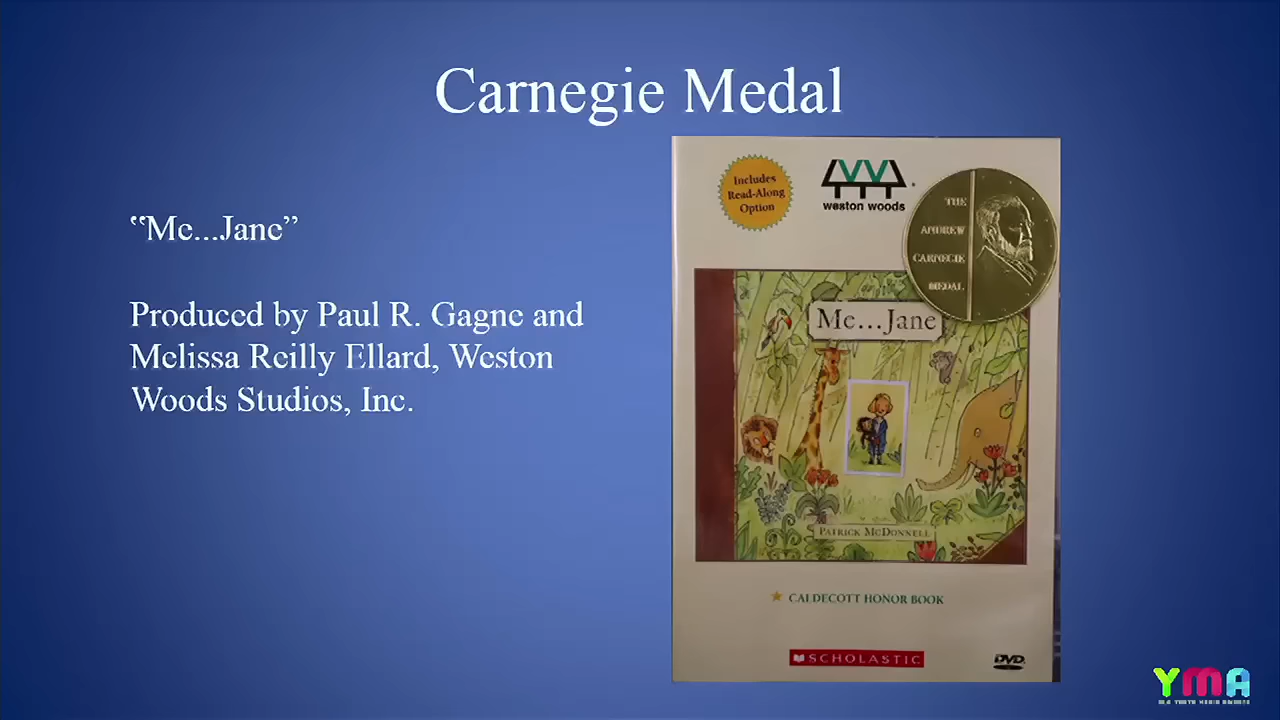 Carnegie Medal
“Me...Jane”
Produced by Paul R. Gagne and
Melissa Reilly Ellard, Weston
Woods Studios, Inc.
Includes
Read-Along
Option
weston woods
THE
ANDREW
CARNEGIE
MEDAL
Me...Jane
PATRICK McDONNELL
★ CALDECOTT HONOR BOOK
SCHOLASTIC
DVD
YMA